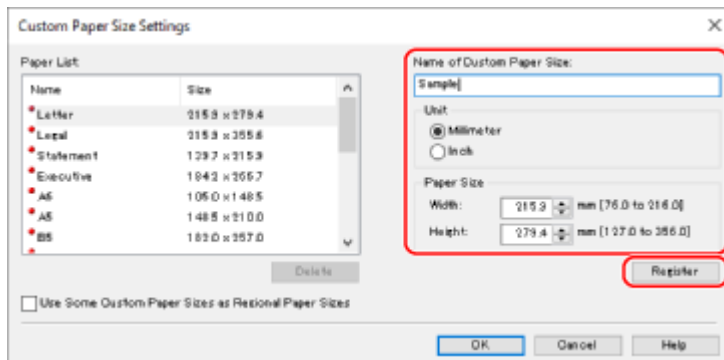 Custom Paper Size Settings
Paper List:
Name Size
Letter 215.9 x 279.4
Legal 215.9 x 355.6
Statement 139.7 x 215.9
Executive 184.2 x 266.7
A6 105.0 x 148.5
A5 148.5 x 210.0
B5 182.0 x 257.0
Delete
Use Some Custom Paper Sizes as Regional Paper Sizes
Name of Custom Paper Size:
Sample
Unit
Millimeter
Inch
Paper Size
Width: 215.9 mm [76.0 to 216.0]
Height: 279.4 mm [127.0 to 356.0]
Register
OK Cancel Help